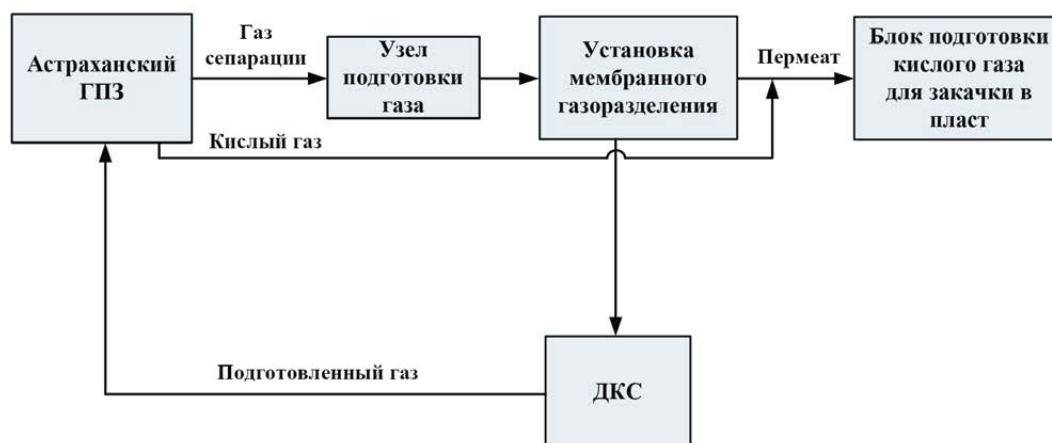 Астраханский
ГПЗ
Газ
сепарации
Узел
подготовки
газа
Установка
мембранного
газоразделения
Пермеат
Блок подготовки
кислого газа
для закачки в
пласт
Кислый газ
Подготовленный газ
ДКС